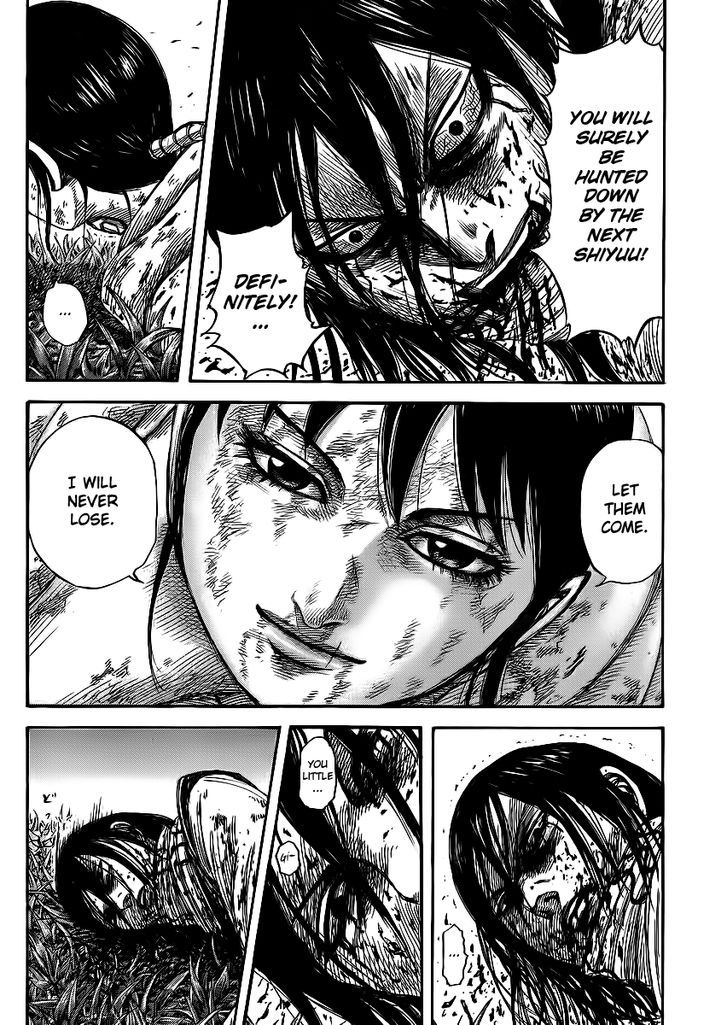 YOU WILL
SURELY
BE
HUNTED
DOWN
BY THE
NEXT
SHIYUU!
DEFI-
NITELY!
...
...
LET
THEM
COME.
I WILL
NEVER
LOSE.
...
YOU
LITTLE
...
GI-